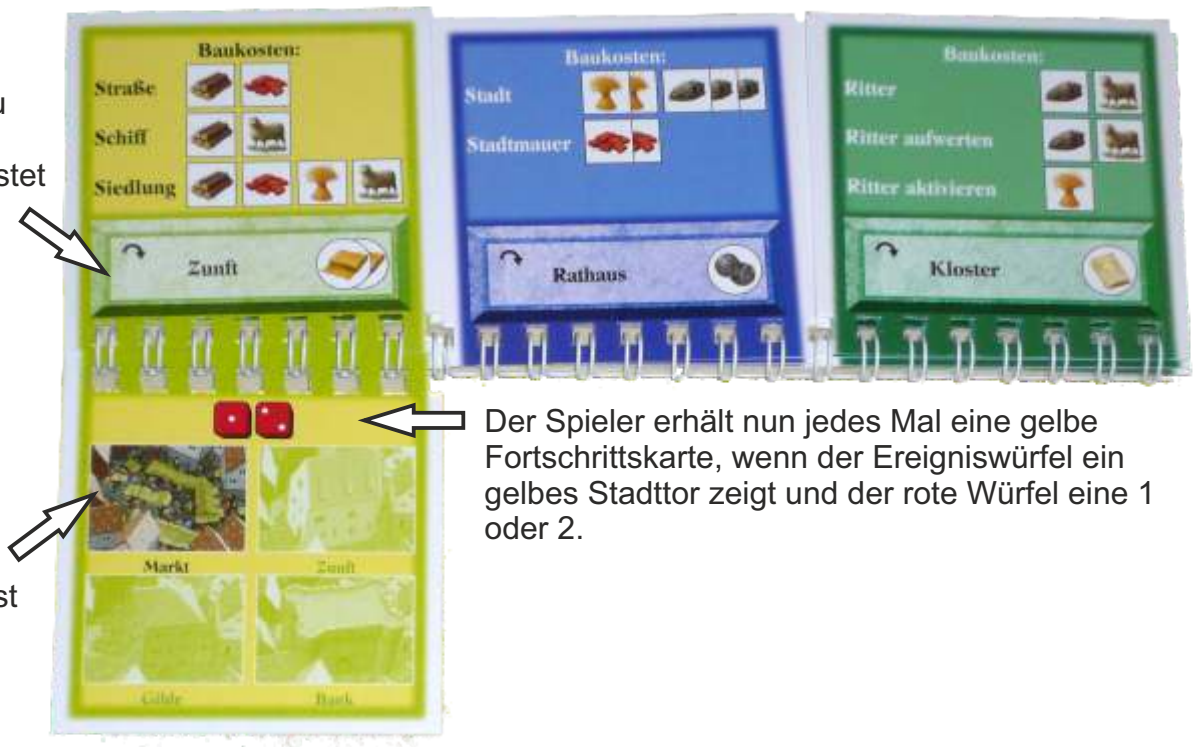 u
stet
st
Baukosten:
Straße
Schiff
Siedlung
Zunft
Baukosten:
Stadt
Stadtmauer
Rathaus
Baukosten:
Ritter
Ritter aufwerten
Ritter aktivieren
Kloster
Der Spieler erhält nun jedes Mal eine gelbe
Fortschrittskarte, wenn der Ereigniswürfel ein
gelbes Stadttor zeigt und der rote Würfel eine 1
oder 2.
Markt Zunft
Gilde Bank